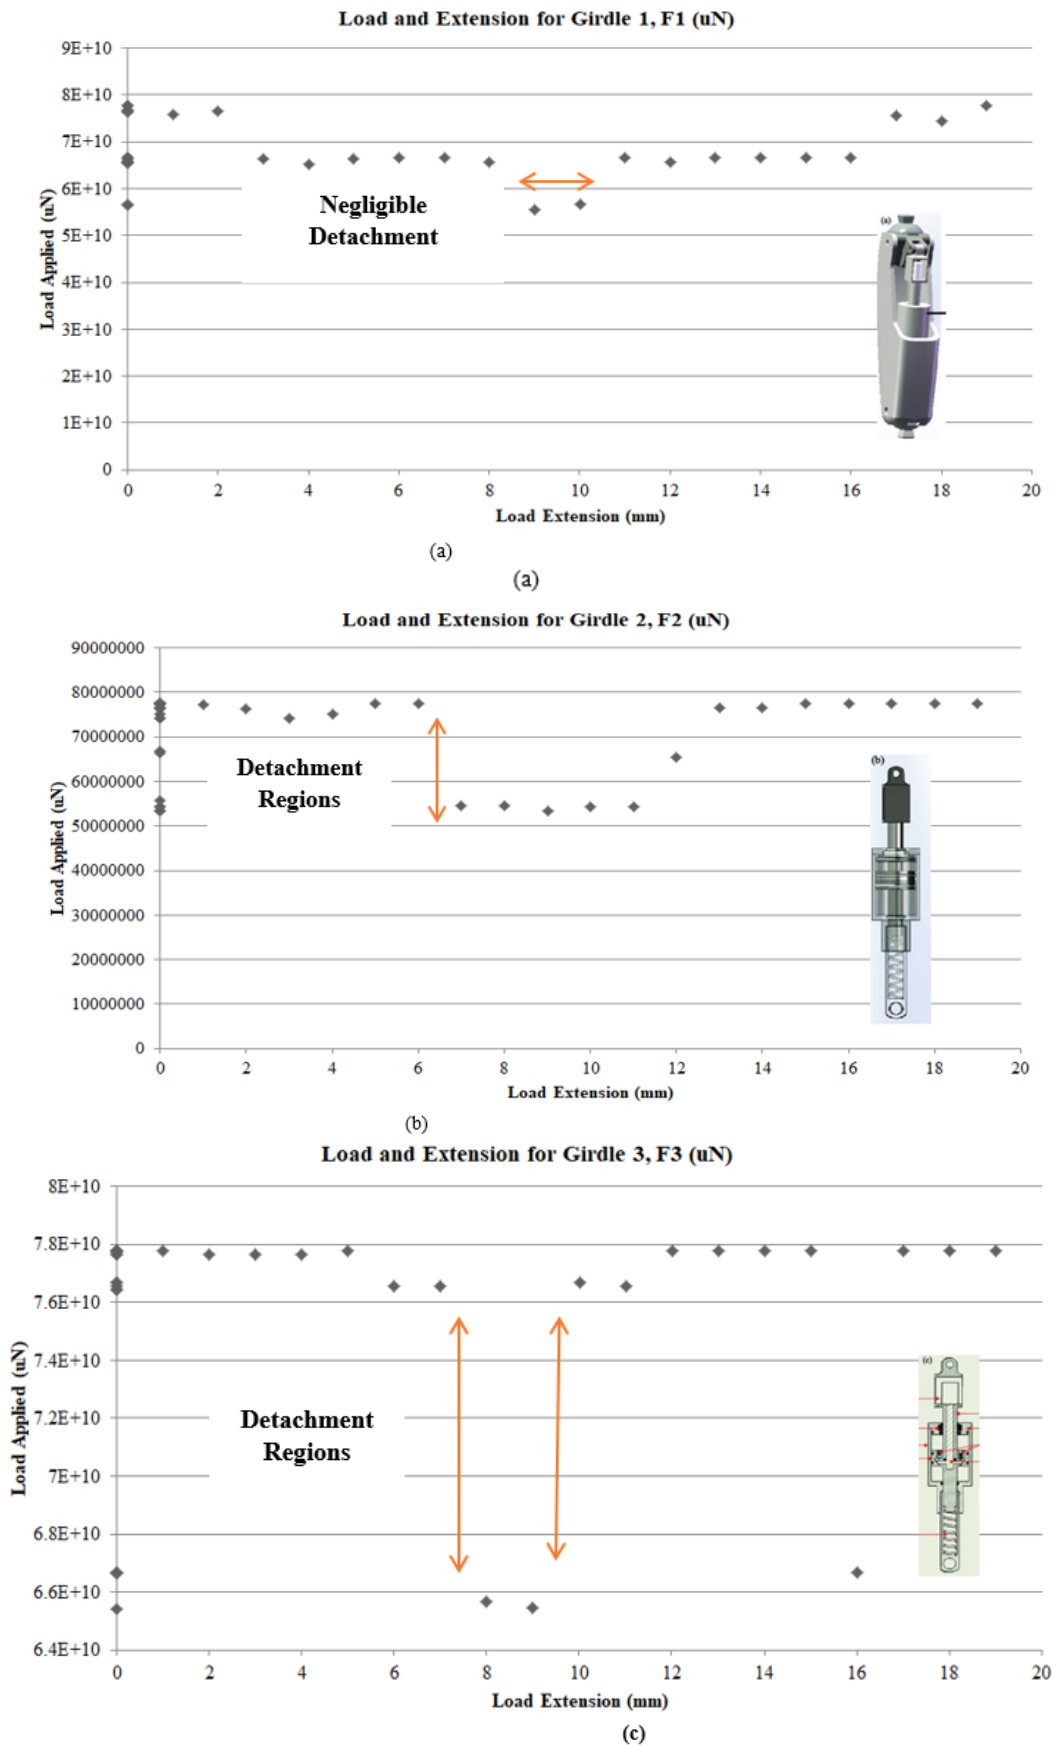 Load and Extension for Girdle 1, F1 (uN)
9E+10
8E+10
7E+10
6E+10
5E+10
4E+10
3E+10
2E+10
1E+10
0
Load Applied (uN)
Negligible
Detachment
(a)
0 2 4 6 8 10 12 14 16 18 20
Load Extension (mm)
(a)
(a)
Load and Extension for Girdle 2, F2 (uN)
90000000
80000000
70000000
60000000
50000000
40000000
30000000
20000000
10000000
0
Load Applied (uN)
Detachment
Regions
(b)
0 2 4 6 8 10 12 14 16 18 20
Load Extension (mm)
(b)
Load and Extension for Girdle 3, F3 (uN)
8E+10
7.8E+10
7.6E+10
7.4E+10
7.2E+10
7E+10
6.8E+10
6.6E+10
6.4E+10
Load Applied (uN)
Detachment
Regions
(c)
0 2 4 6 8 10 12 14 16 18 20
Load Extension (mm)
(c)